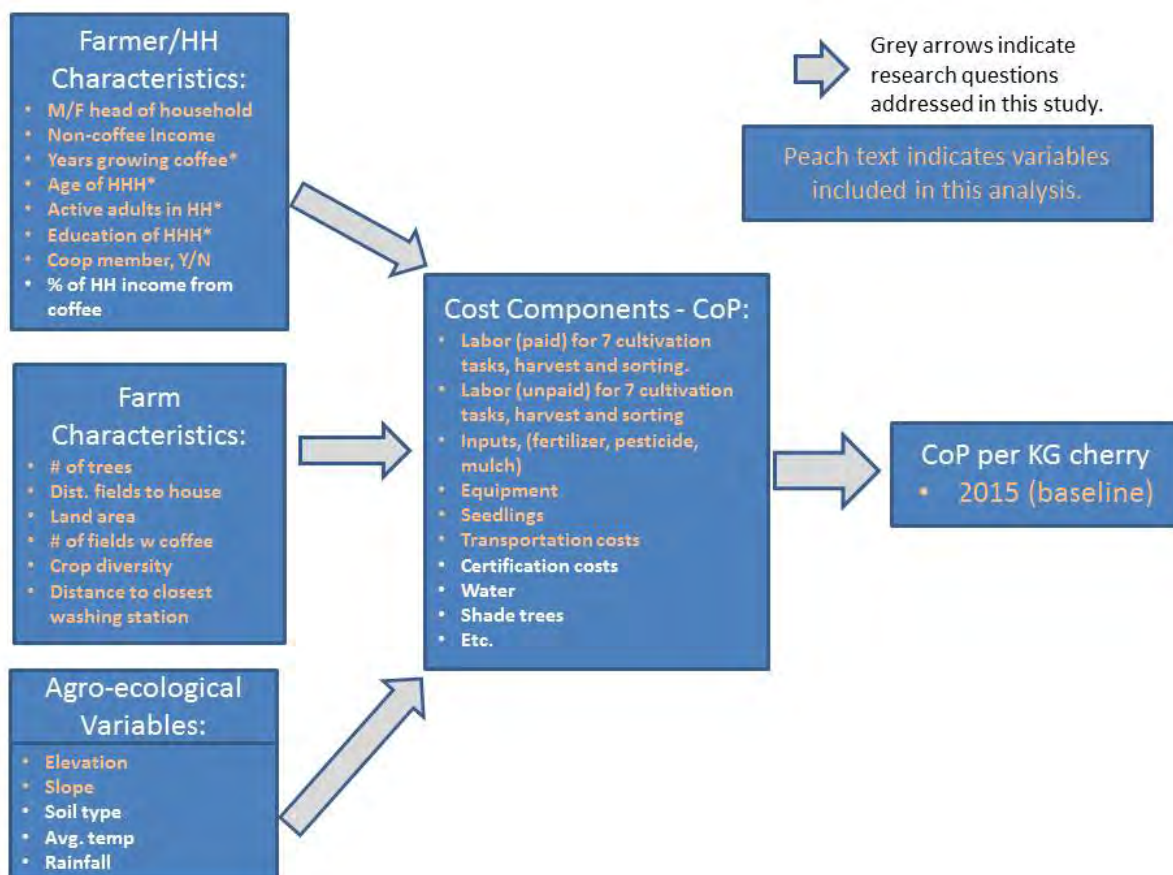 Farmer/HH
Characteristics:
• M/F head of household
• Non-coffee Income
• Years growing coffee*
• Age of HHH*
• Active adults in HH*
• Education of HHH*
• Coop member, Y/N
• % of HH income from
coffee
Grey arrows indicate
research questions
addressed in this study.
Peach text indicates variables
included in this analysis.
Farm
Characteristics:
• # of trees
• Dist. fields to house
• Land area
• # of fields w coffee
• Crop diversity
• Distance to closest
washing station
Cost Components - CoP:
• Labor (paid) for 7 cultivation
tasks, harvest and sorting.
• Labor (unpaid) for 7 cultivation
tasks, harvest and sorting
• Inputs, (fertilizer, pesticide,
mulch)
• Equipment
• Seedlings
• Transportation costs
• Certification costs
• Water
• Shade trees
• Etc.
CoP per KG cherry
• 2015 (baseline)
Agro-ecological
Variables:
• Elevation
• Slope
• Soil type
• Avg. temp
• Rainfall